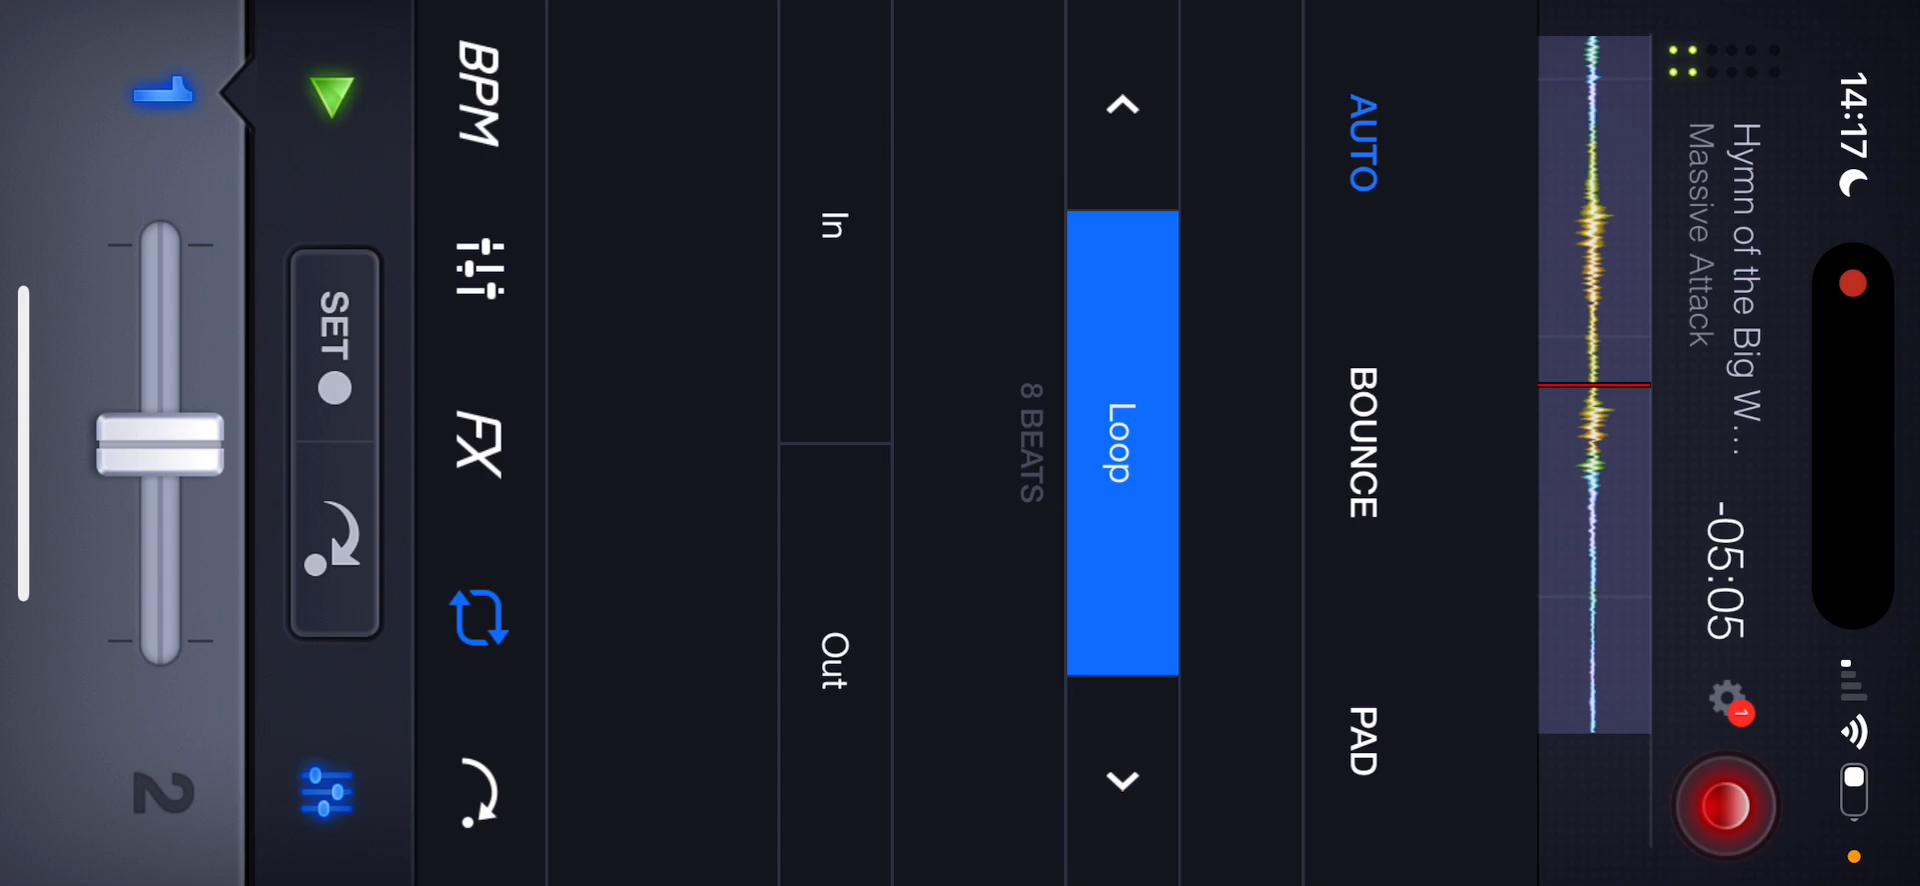 14:17
Hymn of the Big W...
Massive Attack
-05:05
1
AUTO
BOUNCE
PAD
Loop
8 BEATS
In
Out
BPM
FX
SET
1
2